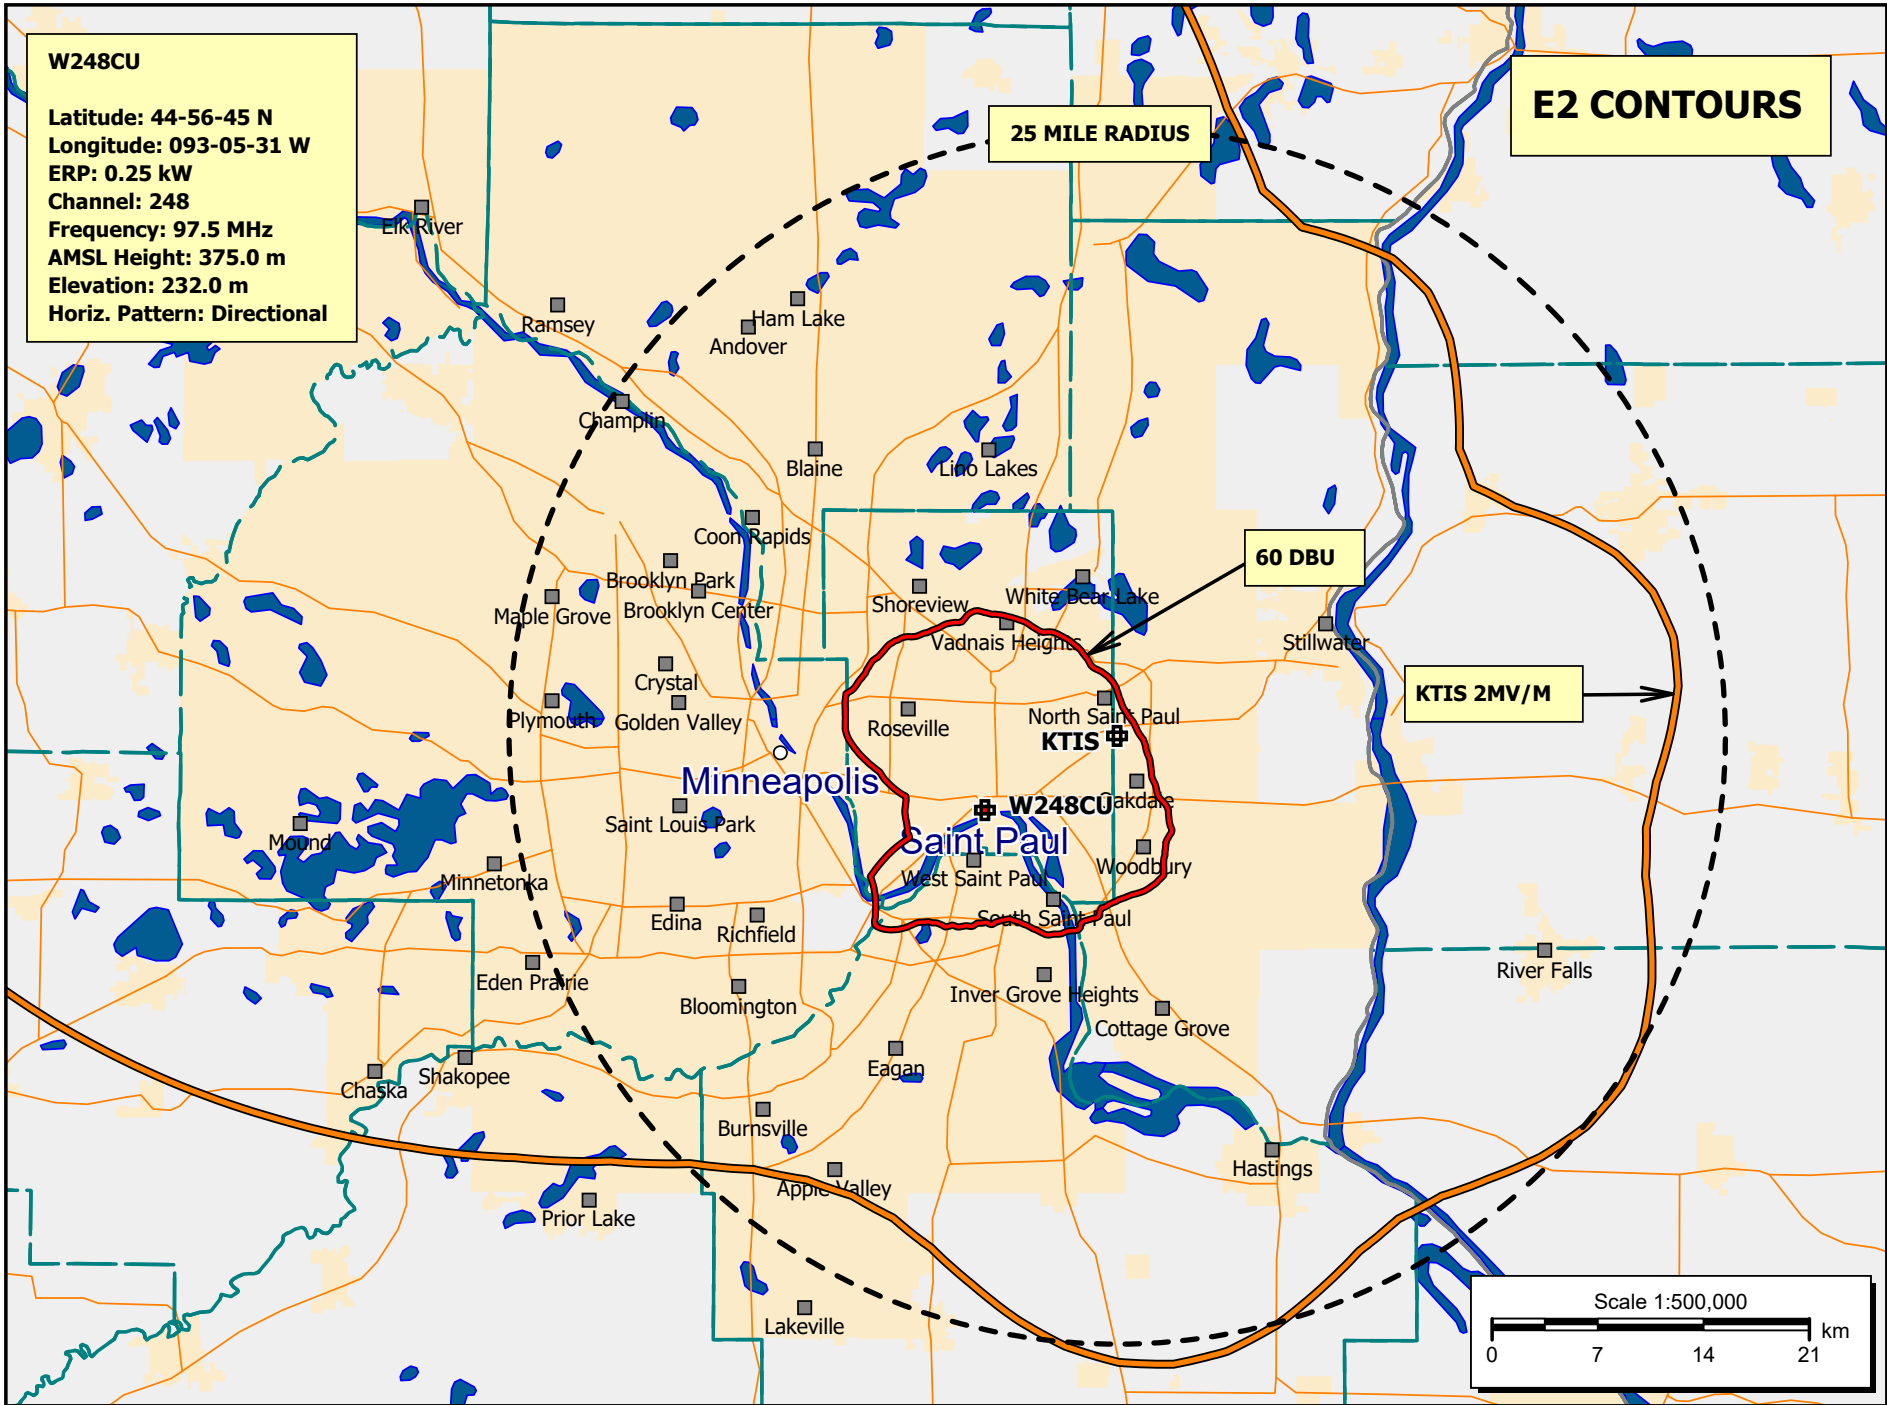 W248CU
Latitude: 44-56-45 N
Longitude: 093-05-31 W
ERP: 0.25 kW
Channel: 248
Frequency: 97.5 MHz
AMSL Height: 375.0 m
Elevation: 232.0 m
Horiz. Pattern: Directional
E2 CONTOURS
25 MILE RADIUS
Elk River
Ramsey
Ham Lake
Andover
Champlin
Blaine
Lino Lakes
Coon Rapids
60 DBU
Brooklyn Park
Maple Grove
Brooklyn Center
Shoreview
White Bear Lake
Vadnais Heights
Stillwater
Crystal
KTIS 2MV/M
Plymouth
Golden Valley
Roseville
North Saint Paul
KTIS
Minneapolis
Oakdale
W248CU
Saint Louis Park
Mound
Saint Paul
Minnetonka
West Saint Paul
Woodbury
Edina
Richfield
South Saint Paul
Eden Prairie
River Falls
Bloomington
Inver Grove Heights
Cottage Grove
Eagan
Chaska
Shakopee
Burnsville
Hastings
Apple Valley
Prior Lake
Lakeville
Scale 1:500,000
km
0 7 14 21